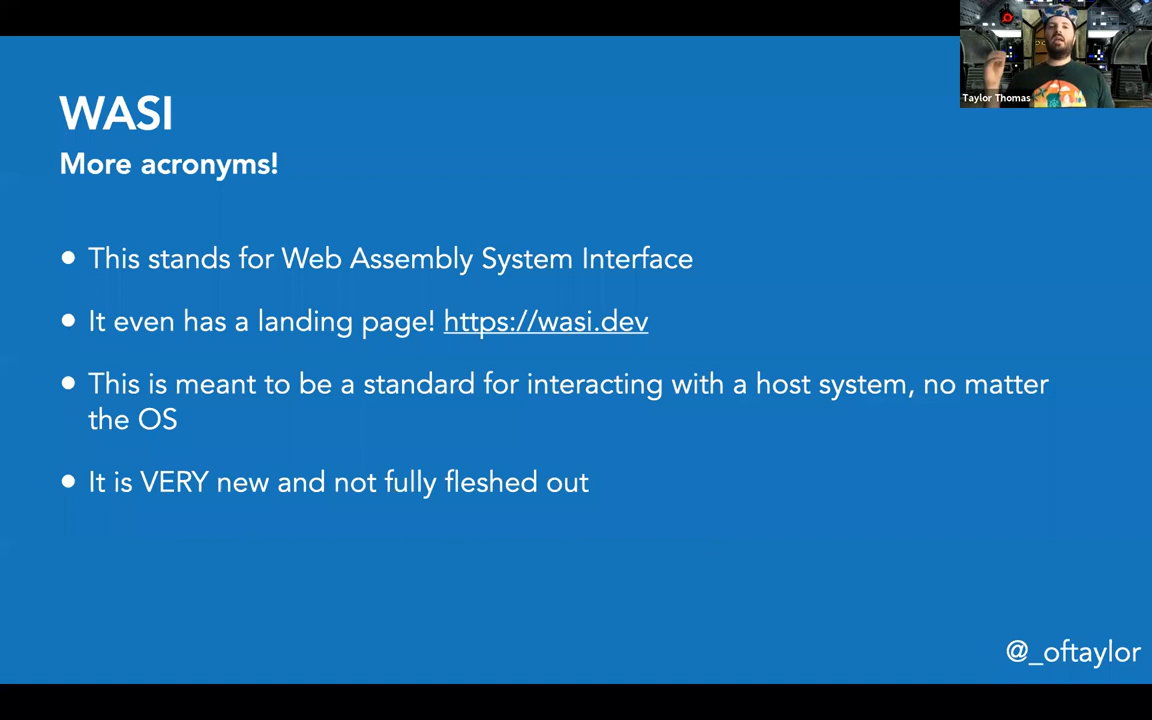 Taylor Thomas
WASI
More acronyms!
• This stands for Web Assembly System Interface
• It even has a landing page! https://wasi.dev
• This is meant to be a standard for interacting with a host system, no matter
the OS
• It is VERY new and not fully fleshed out
@_oftaylor